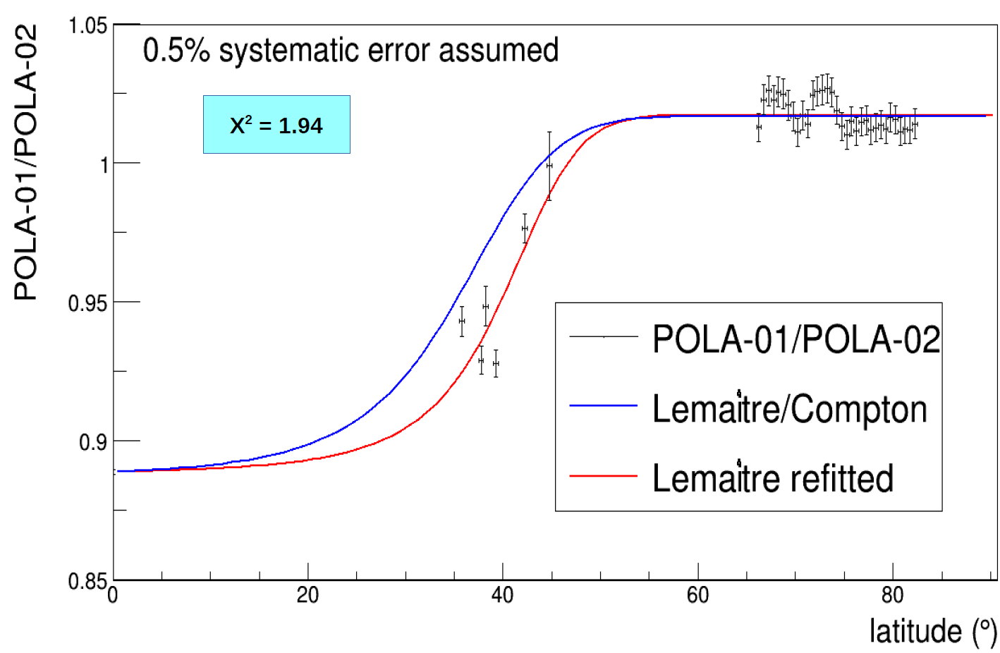 POLA-01/POLA-02
1.05
1
0.95
0.9
0.85
0.5% systematic error assumed
X² = 1.94
POLA-01/POLA-02
Lemaître/Compton
Lemaître refitted
0 20 40 60 80
latitude (º)